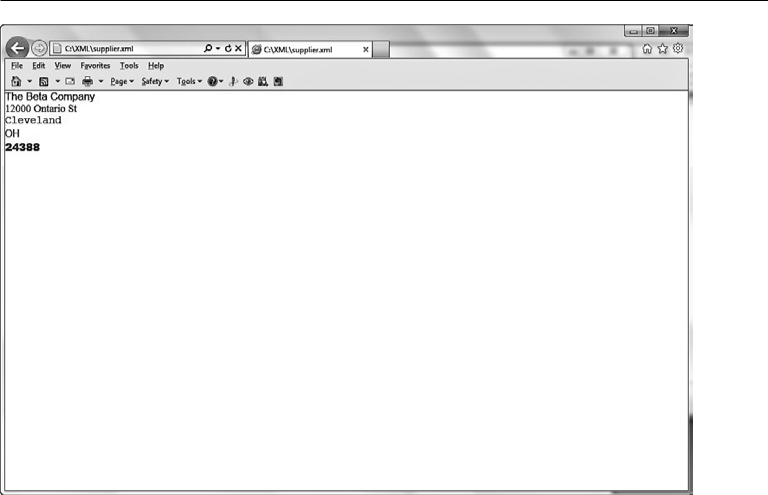 C:\XML\supplier.xml
C:\XML\supplier.xml
File Edit View Favorites Tools Help
Page Safety Tools
The Beta Company
12000 Ontario St
Cleveland
OH
24388